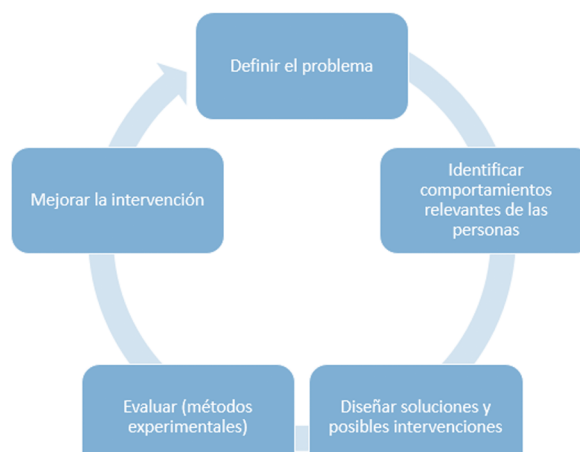 Definir el problema
Identificar
comportamientos
relevantes de las
personas
Diseñar soluciones y
posibles intervenciones
Evaluar (métodos
experimentales)
Mejorar la intervención